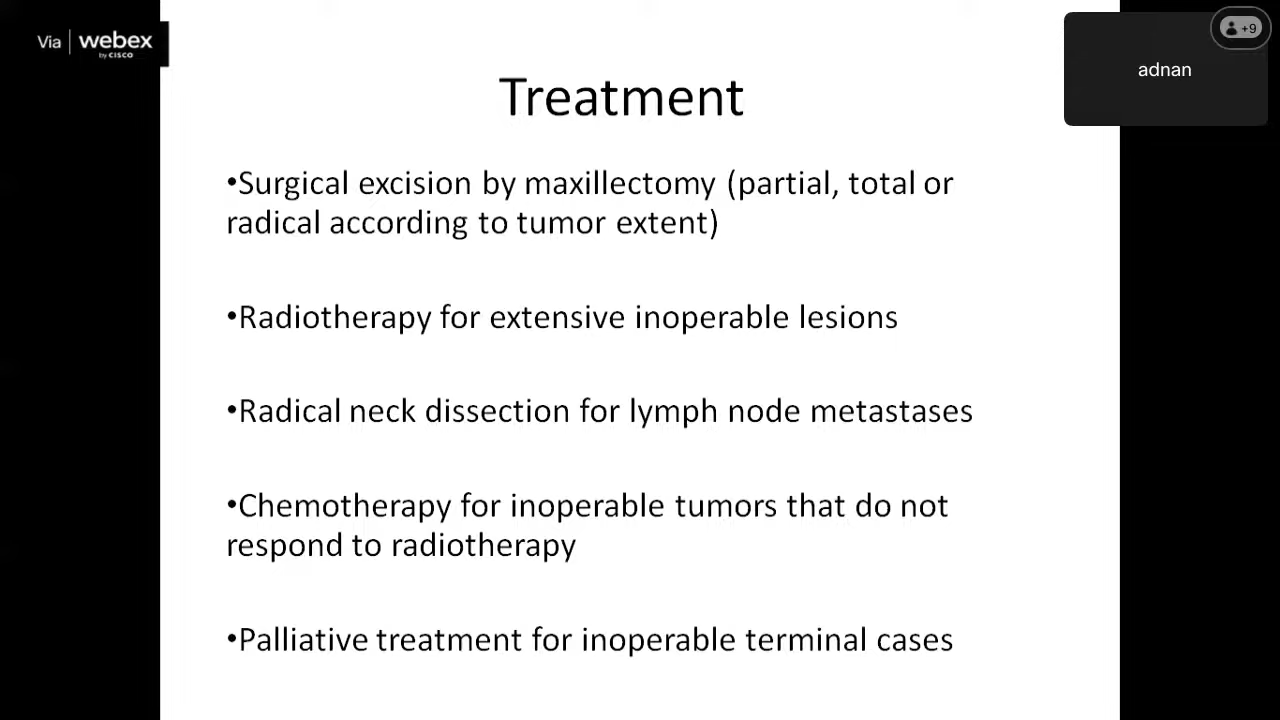 Via webex
by CISCO
+9
adnan
Treatment
•Surgical excision by maxillectomy (partial, total or
radical according to tumor extent)
•Radiotherapy for extensive inoperable lesions
•Radical neck dissection for lymph node metastases
•Chemotherapy for inoperable tumors that do not
respond to radiotherapy
•Palliative treatment for inoperable terminal cases